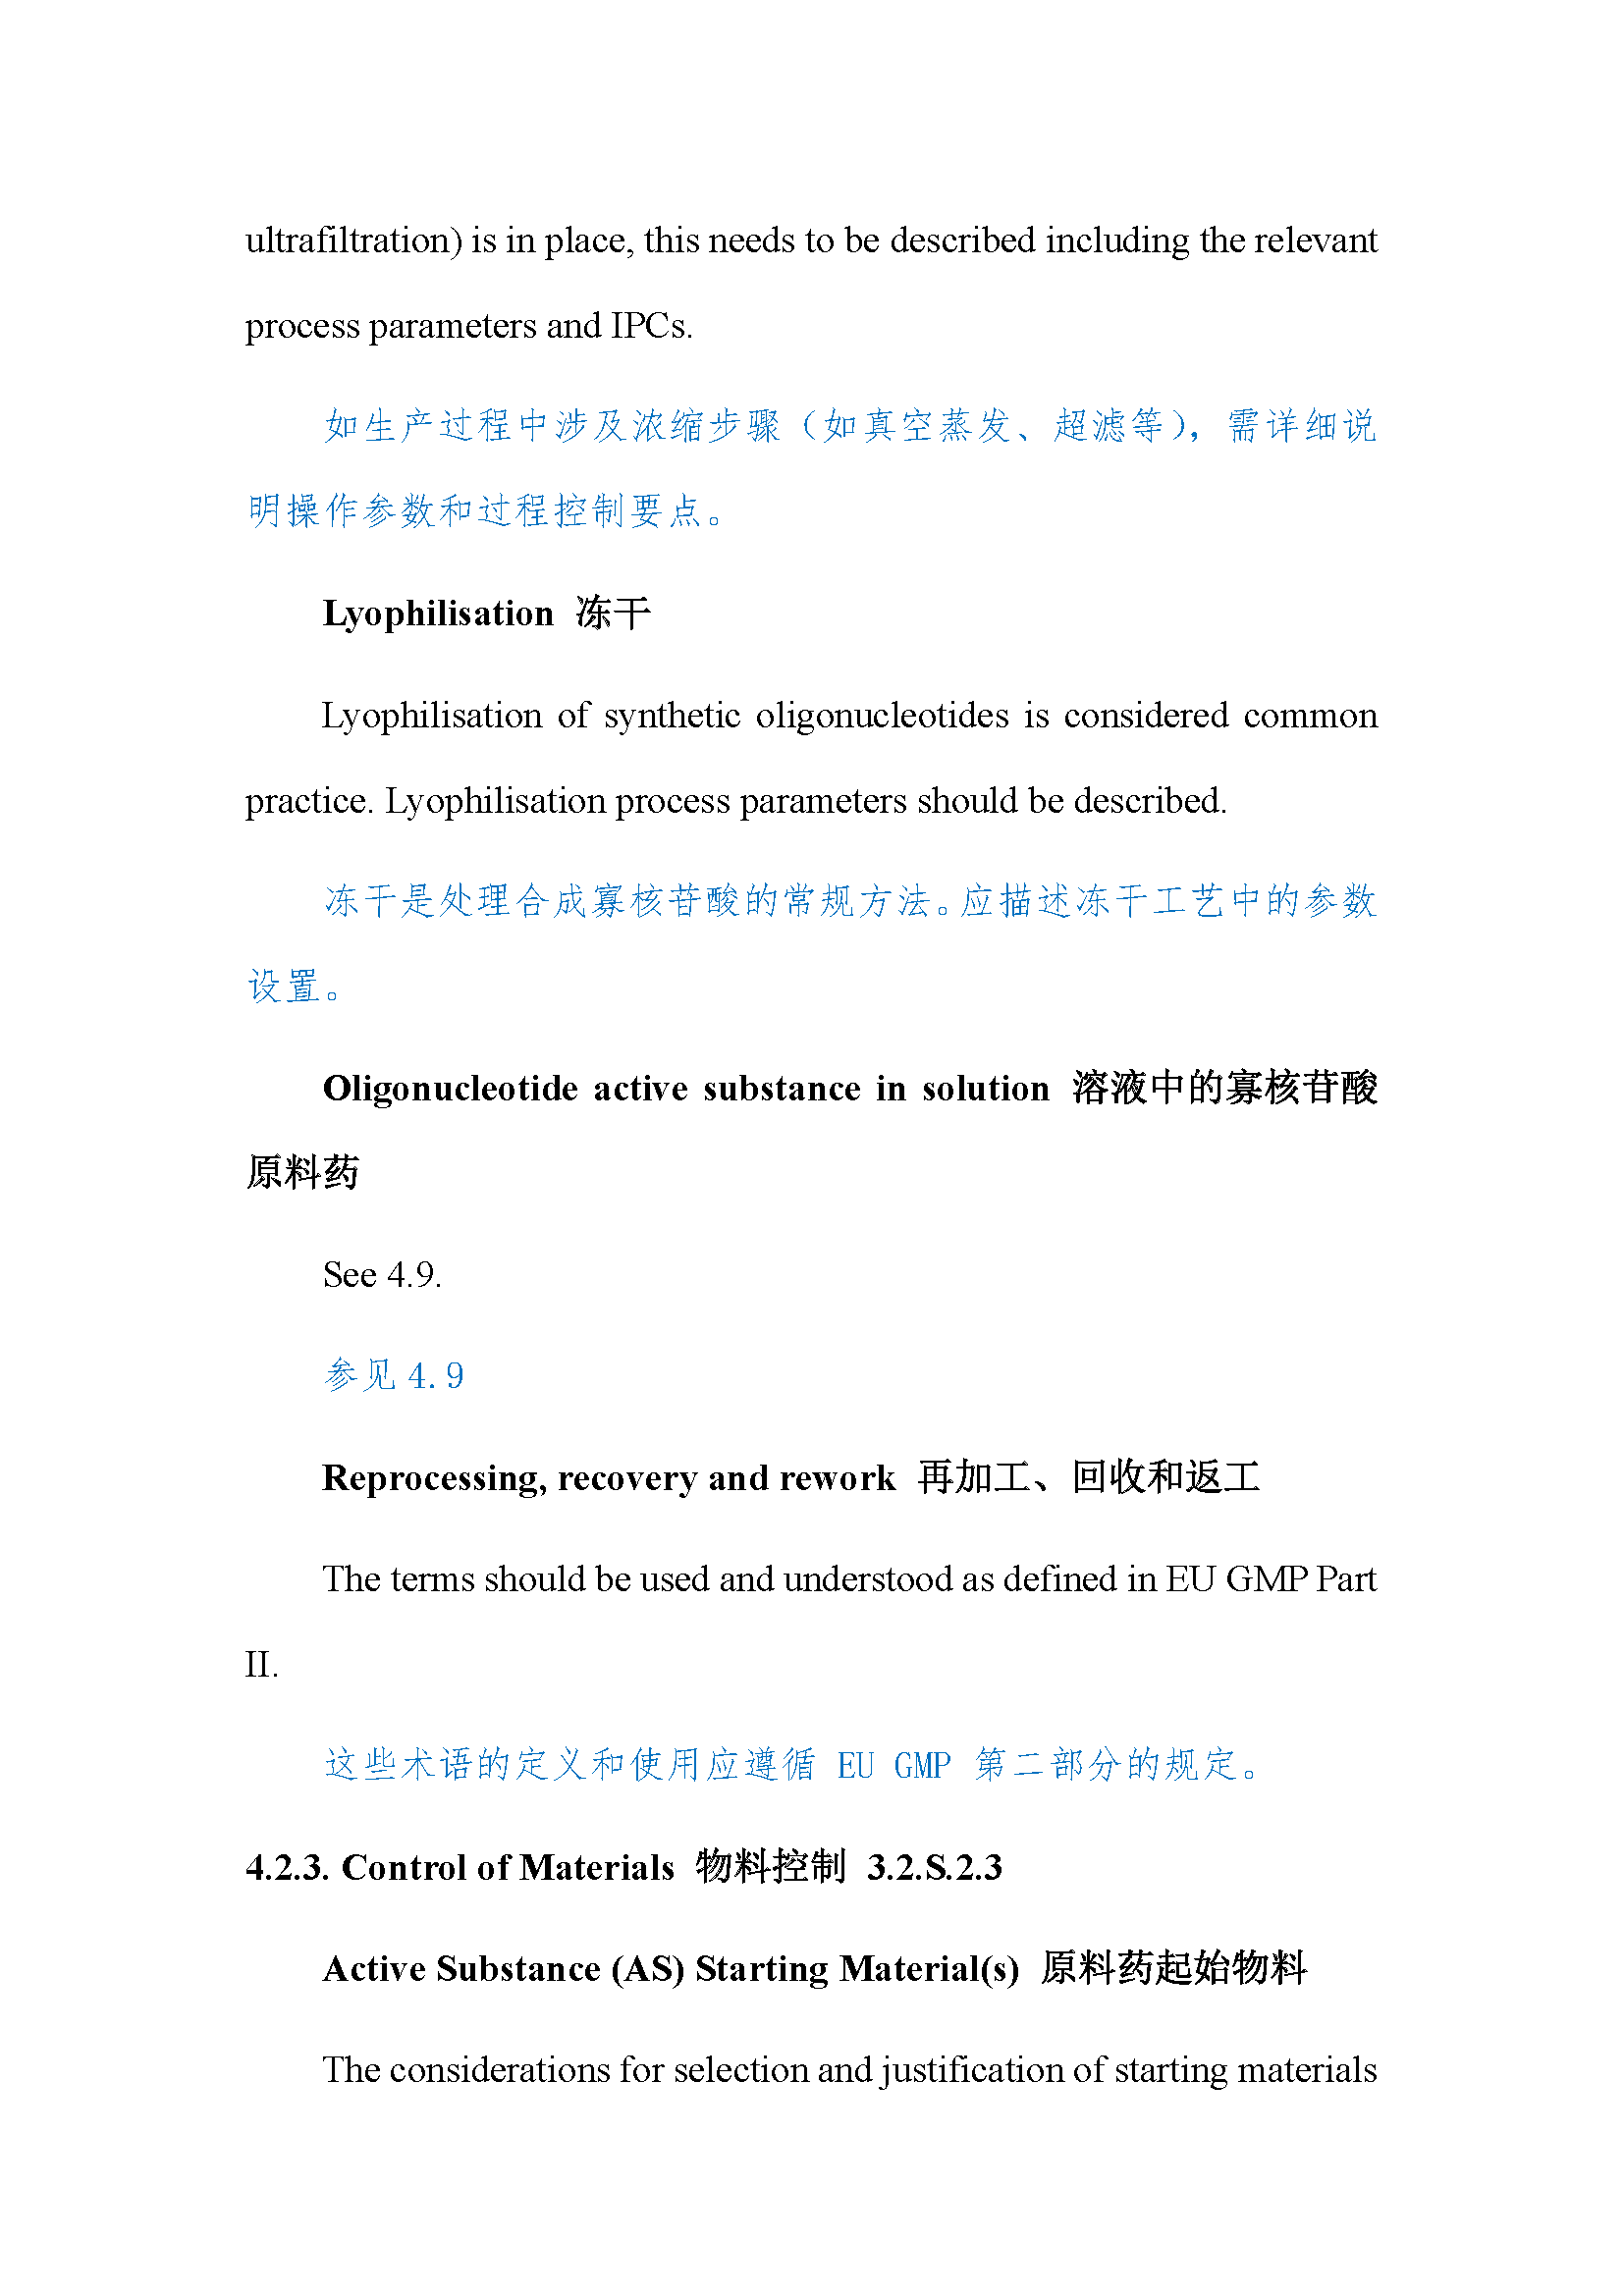 ultrafiltration) is in place, this needs to be described including the relevant
process parameters and IPCs.
如生产过程中涉及浓缩步骤（如真空蒸发、超滤等），需详细说
明操作参数和过程控制要点。
Lyophilisation 冻干
Lyophilisation of synthetic oligonucleotides is considered common
practice. Lyophilisation process parameters should be described.
冻干是处理合成寡核苷酸的常规方法。应描述冻干工艺中的参数
设置。
Oligonucleotide active substance in solution 溶液中的寡核苷酸
原料药
See 4.9.
参见 4.9
Reprocessing, recovery and rework 再加工、回收和返工
The terms should be used and understood as defined in EU GMP Part
II.
这些术语的定义和使用应遵循 EU GMP 第二部分的规定。
4.2.3. Control of Materials 物料控制 3.2.S.2.3
Active Substance (AS) Starting Material(s) 原料药起始物料
The considerations for selection and justification of starting materials